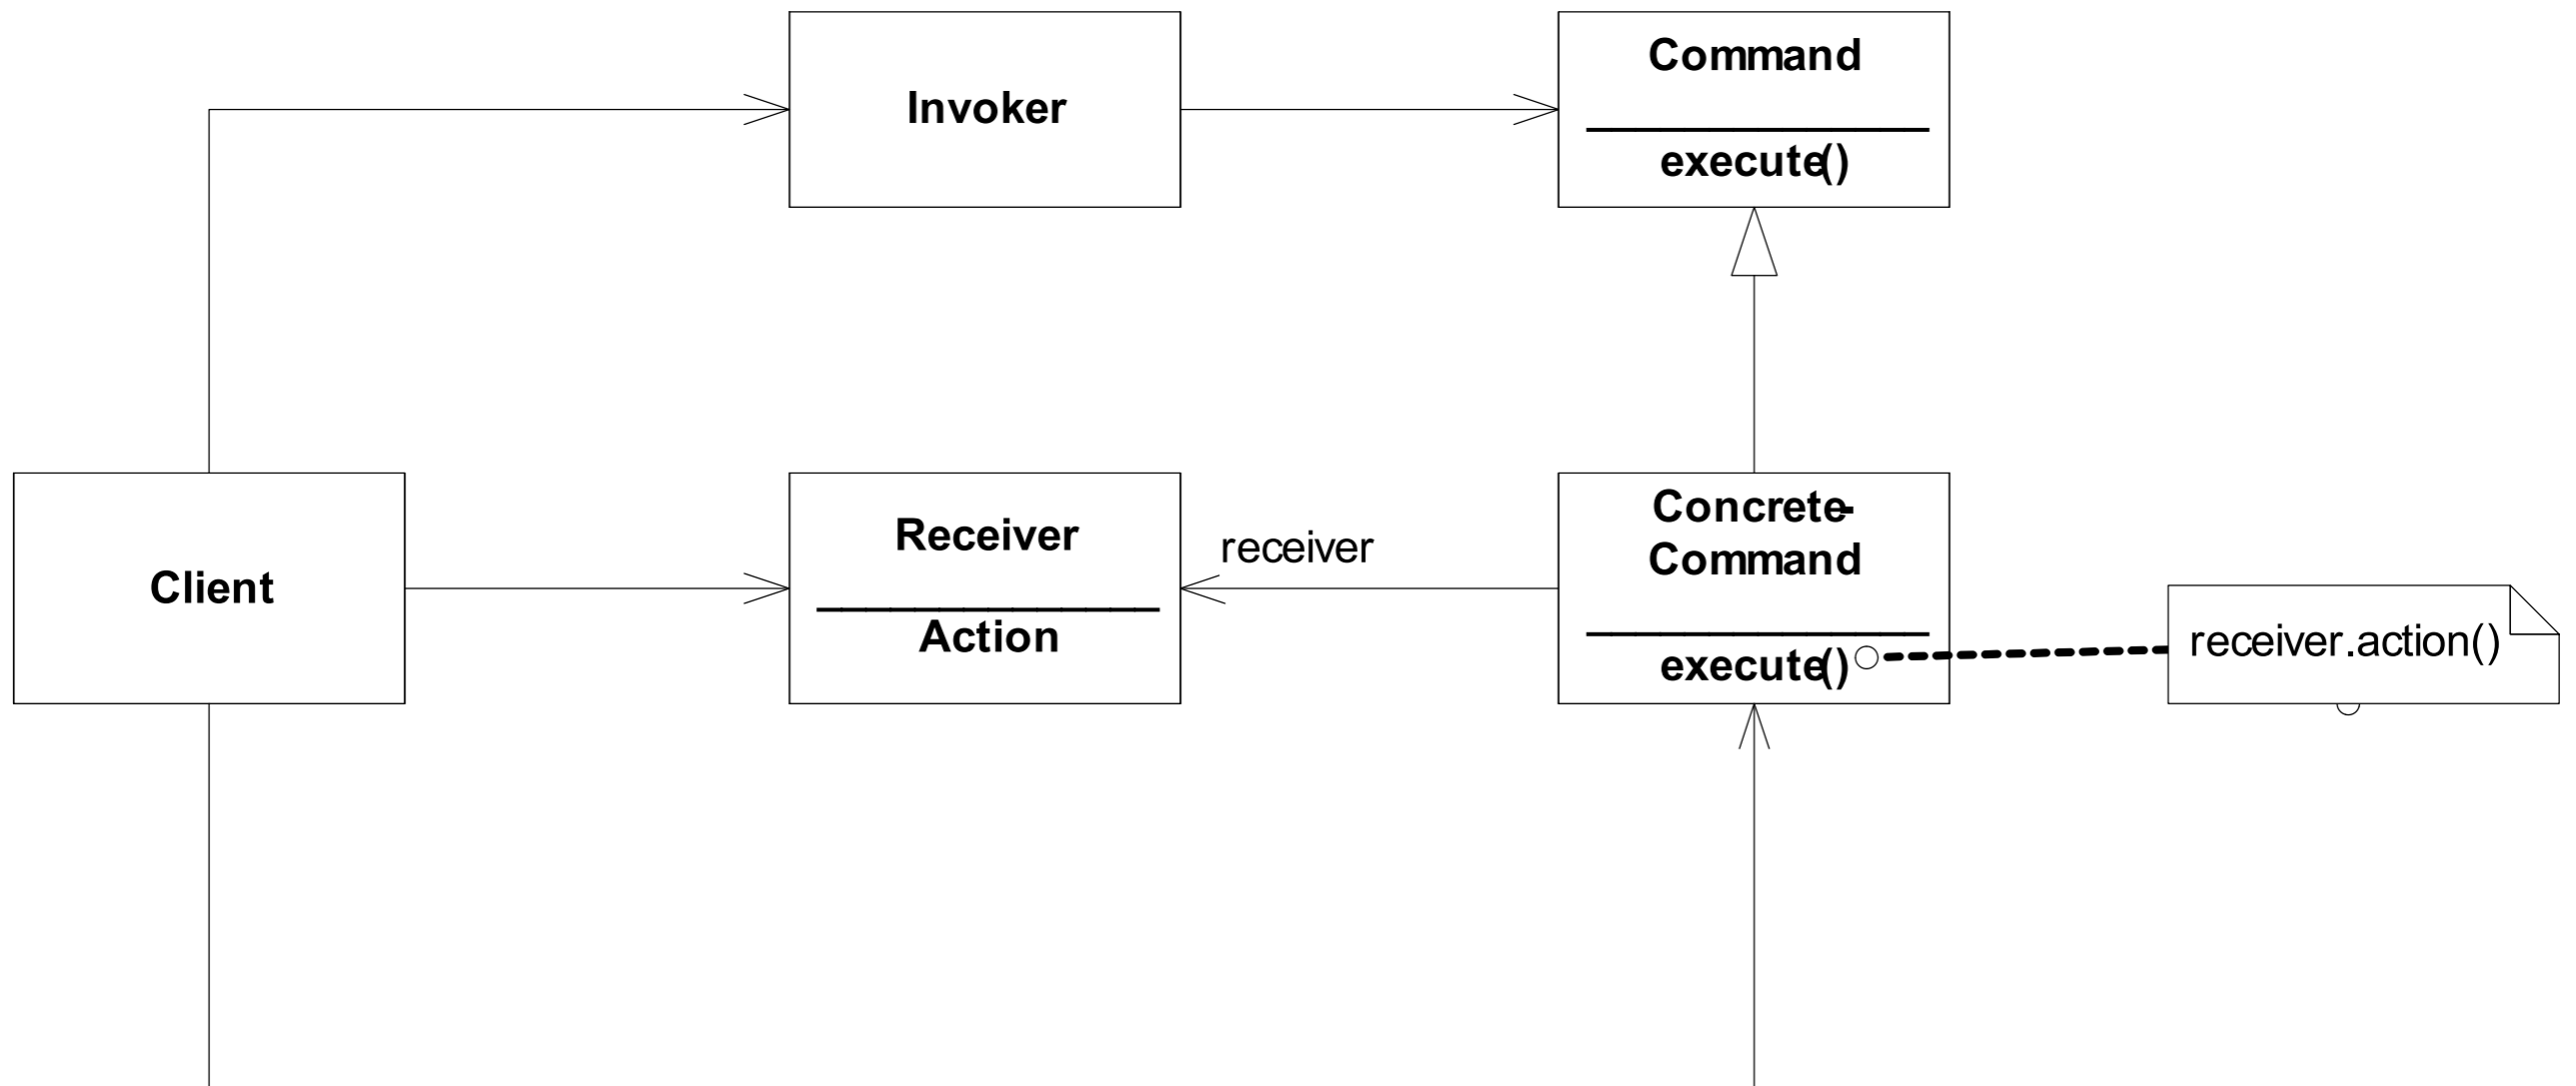 Invoker
Command
execute()
Client
Receiver
Action
receiver
Concrete-
Command
execute()
receiver.action()